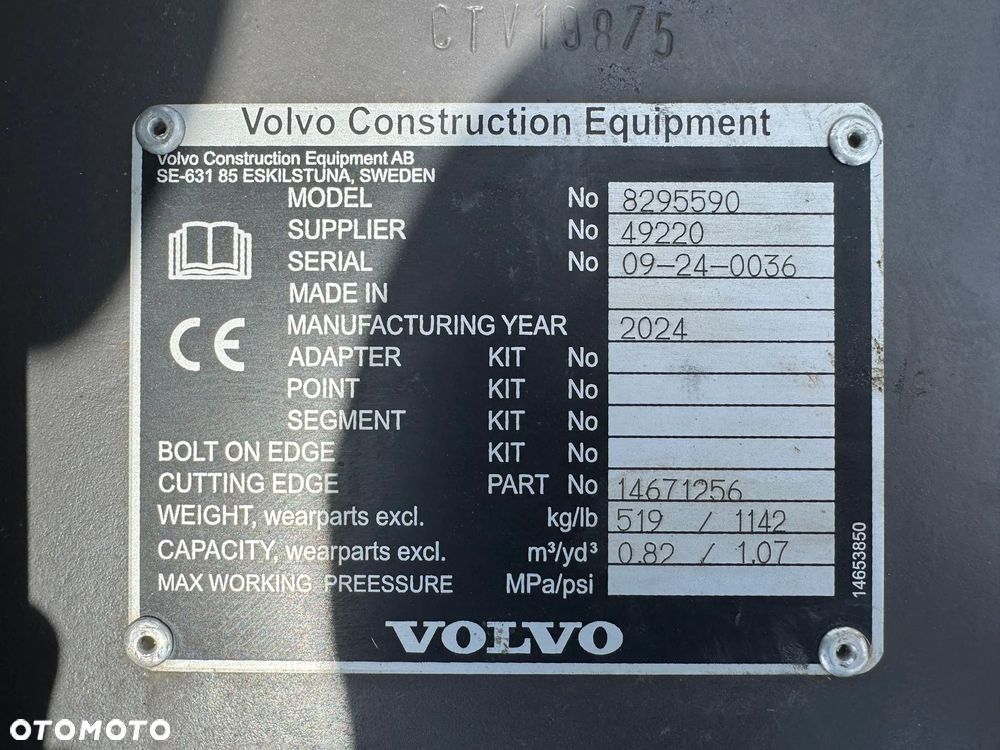 CTV19875
Volvo Construction Equipment
Volvo Construction Equipment AB
SE-631 85 ESKILSTUNA, SWEDEN
MODEL No 8295590
SUPPLIER No 49220
SERIAL No 09-24-0036
MADE IN
MANUFACTURING YEAR 2024
CE
ADAPTER KIT No
POINT KIT No
SEGMENT KIT No
BOLT ON EDGE KIT No
CUTTING EDGE PART No 14671256
WEIGHT, wearparts excl. kg/lb 519 / 1142
CAPACITY, wearparts excl. m³/yd³ 0.82 / 1.07
MAX WORKING PREESSURE MPa/psi
14653850
VOLVO
OTOMOTO